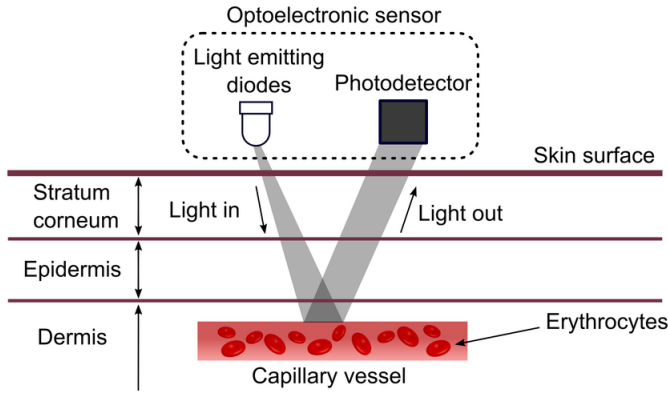 Optoelectronic sensor
Light emitting
diodes
Photodetector
Skin surface
Stratum
corneum
Light in
Light out
Epidermis
Dermis
Erythrocytes
Capillary vessel